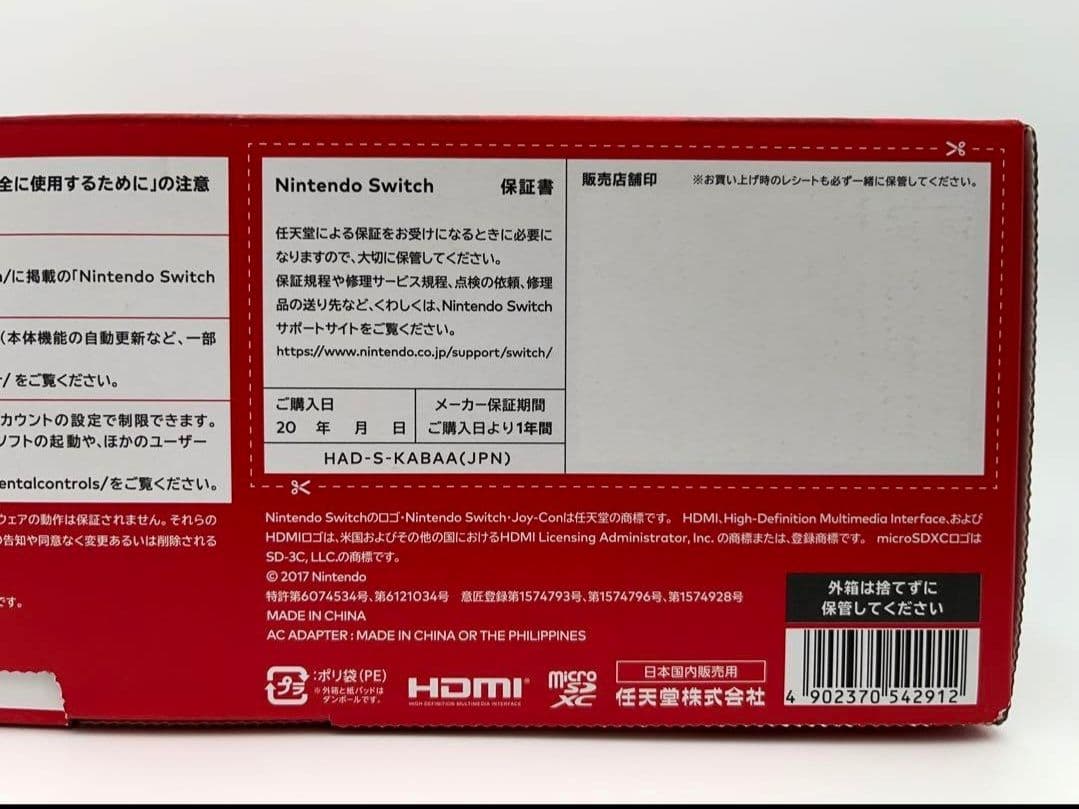 全に使用するために」の注意
/に掲載の「Nintendo Switch
(本体機能の自動更新など、一部
/ をご覧ください。
カウントの設定で制限できます。
ソフトの起動や、ほかのユーザー
entalcontrols/をご覧ください。
ウェアの動作は保証されません。それらの
告知や同意なく変更あるいは削除される
です。
Nintendo Switch 保証書
任天堂による保証をお受けになるときに必要に
なりますので、大切に保管してください。
保証規程や修理サービス規程、点検の依頼、修理
品の送り先など、くわしくは、Nintendo Switch
サポートサイトをご覧ください。
https://www.nintendo.co.jp/support/switch/
ご購入日
20 年 月 日
メーカー保証期間
ご購入日より1年間
HAD-S-KABAA(JPN)
販売店舗印 ※お買い上げ時のレシートも必ず一緒に保管してください。
Nintendo Switchのロゴ・Nintendo Switch・Joy-Conは任天堂の商標です。 HDMI、High-Definition Multimedia Interface、および
HDMIロゴは、米国およびその他の国におけるHDMI Licensing Administrator, Inc. の商標または、登録商標です。 microSDXCロゴは
SD-3C, LLC.の商標です。
© 2017 Nintendo
特許第6074534号、第6121034号 意匠登録第1574793号、第1574796号、第1574928号
MADE IN CHINA
AC ADAPTER : MADE IN CHINA OR THE PHILIPPINES
プラ
:ポリ袋(PE)
※外箱と紙パッドは
ダンボールです。
HDMI
HIGH-DEFINITION MULTIMEDIA INTERFACE
micro
SD
XC
日本国内販売用
任天堂株式会社
外箱は捨てずに
保管してください
4 902370 542912